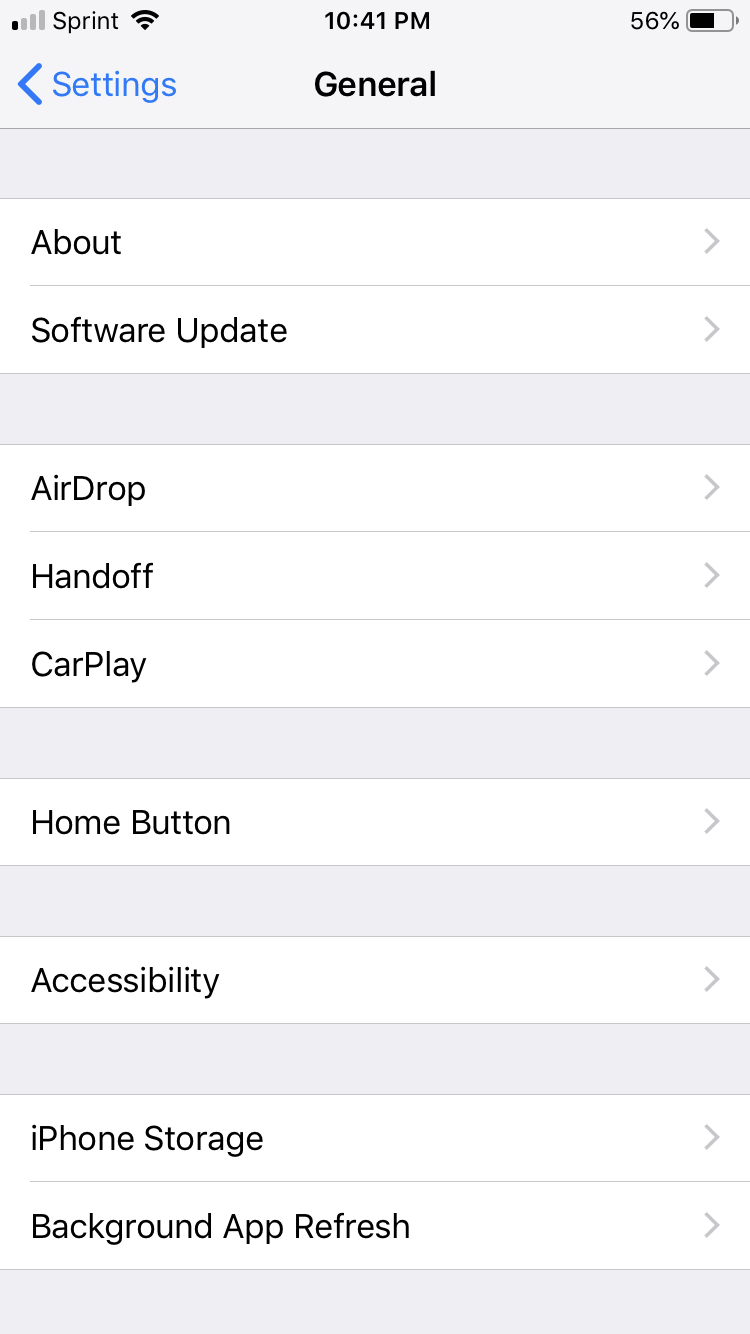 Sprint 10:41 PM 56%
Settings General
About
Software Update
AirDrop
Handoff
CarPlay
Home Button
Accessibility
iPhone Storage
Background App Refresh